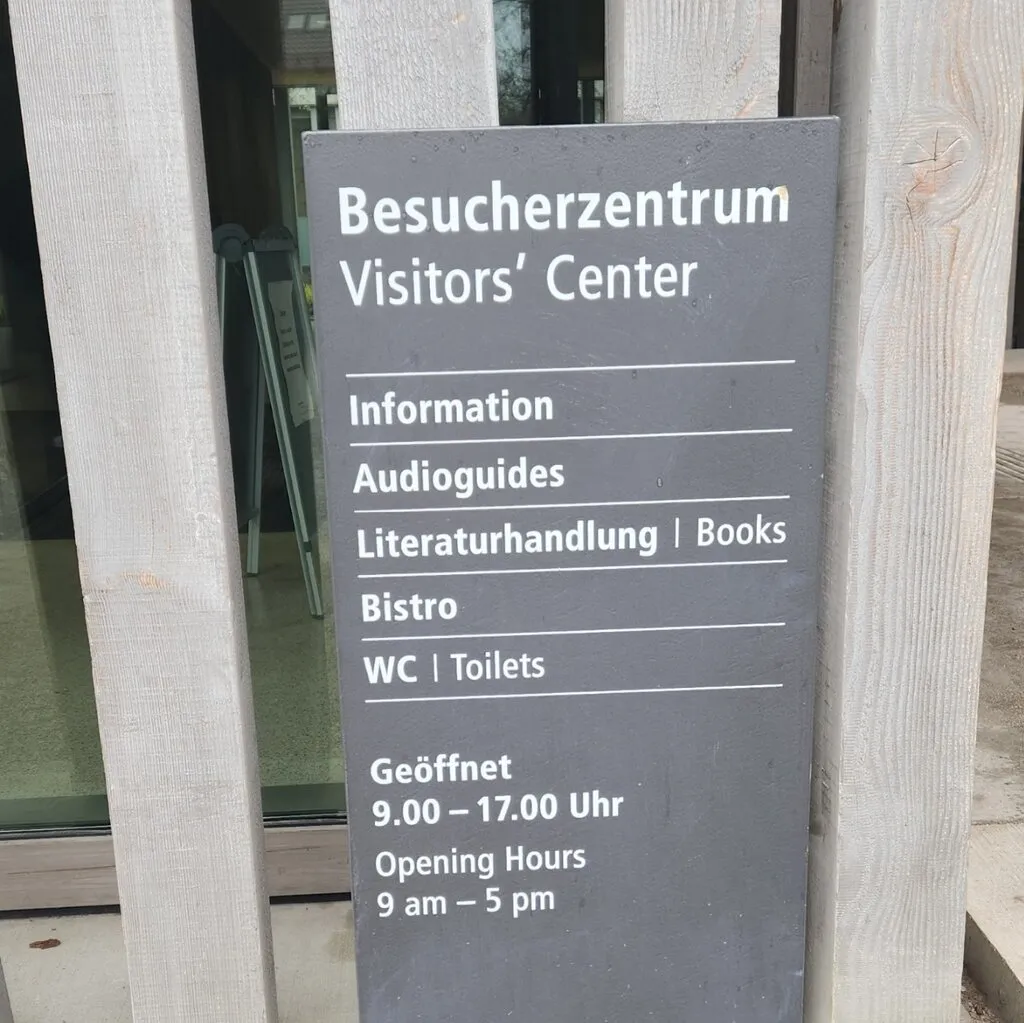 Besucherzentrum
Visitors’ Center
Information
Audioguides
Literaturhandlung | Books
Bistro
WC | Toilets
Geöffnet
9.00 – 17.00 Uhr
Opening Hours
9 am – 5 pm